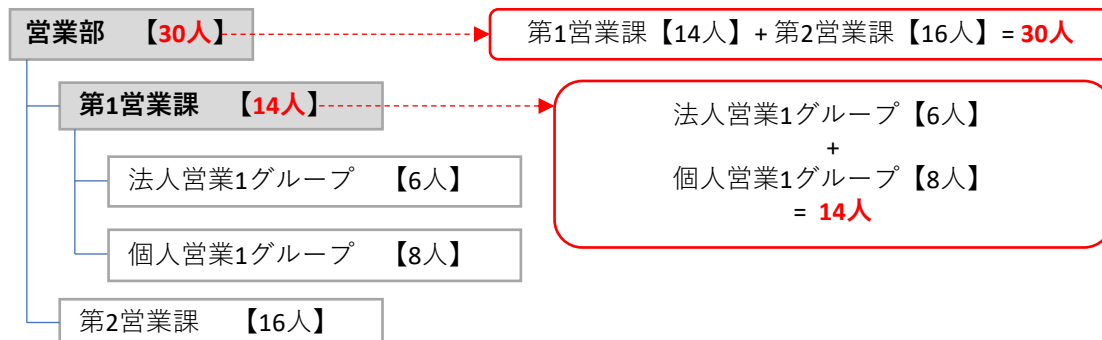 営業部 【30人】
第1営業課【14人】+ 第2営業課【16人】= 30人
第1営業課 【14人】
法人営業1グループ【6人】
+
個人営業1グループ【8人】
= 14人
法人営業1グループ 【6人】
個人営業1グループ 【8人】
第2営業課 【16人】